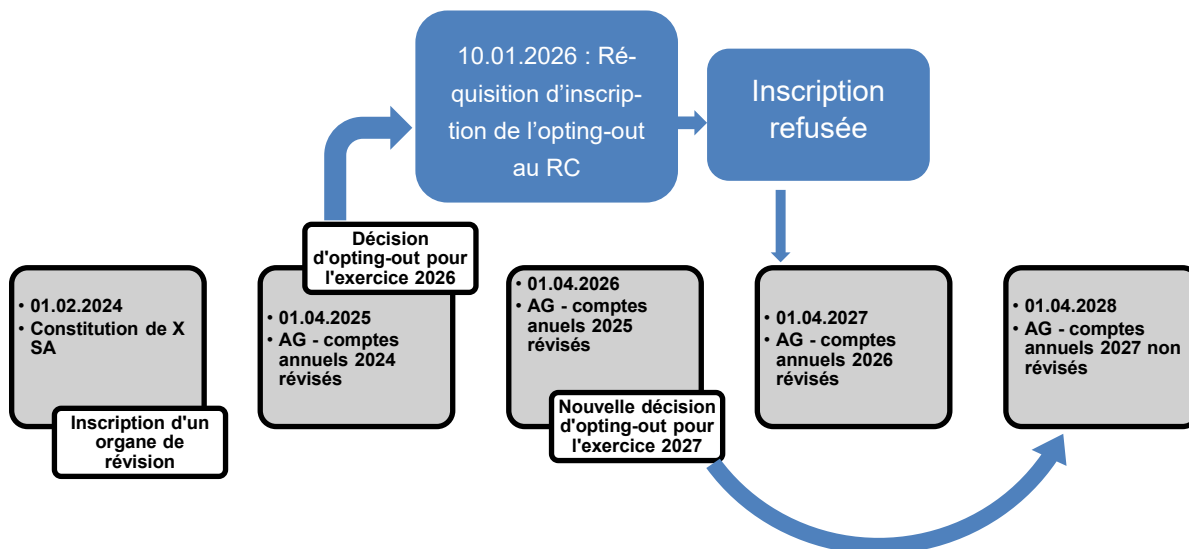 10.01.2026 : Ré-
quisition d’inscrip-
tion de l’opting-out
au RC
Inscription
refusée
Décision
d'opting-out pour
l'exercice 2026
• 01.02.2024
• Constitution de X
SA
Inscription d'un
organe de
révision
• 01.04.2025
• AG - comptes
annuels 2024
révisés
• 01.04.2026
• AG - comptes
anuels 2025
révisés
Nouvelle décision
d'opting-out pour
l'exercice 2027
• 01.04.2027
• AG - comptes
annuels 2026
révisés
• 01.04.2028
• AG - comptes
annuels 2027 non
révisés